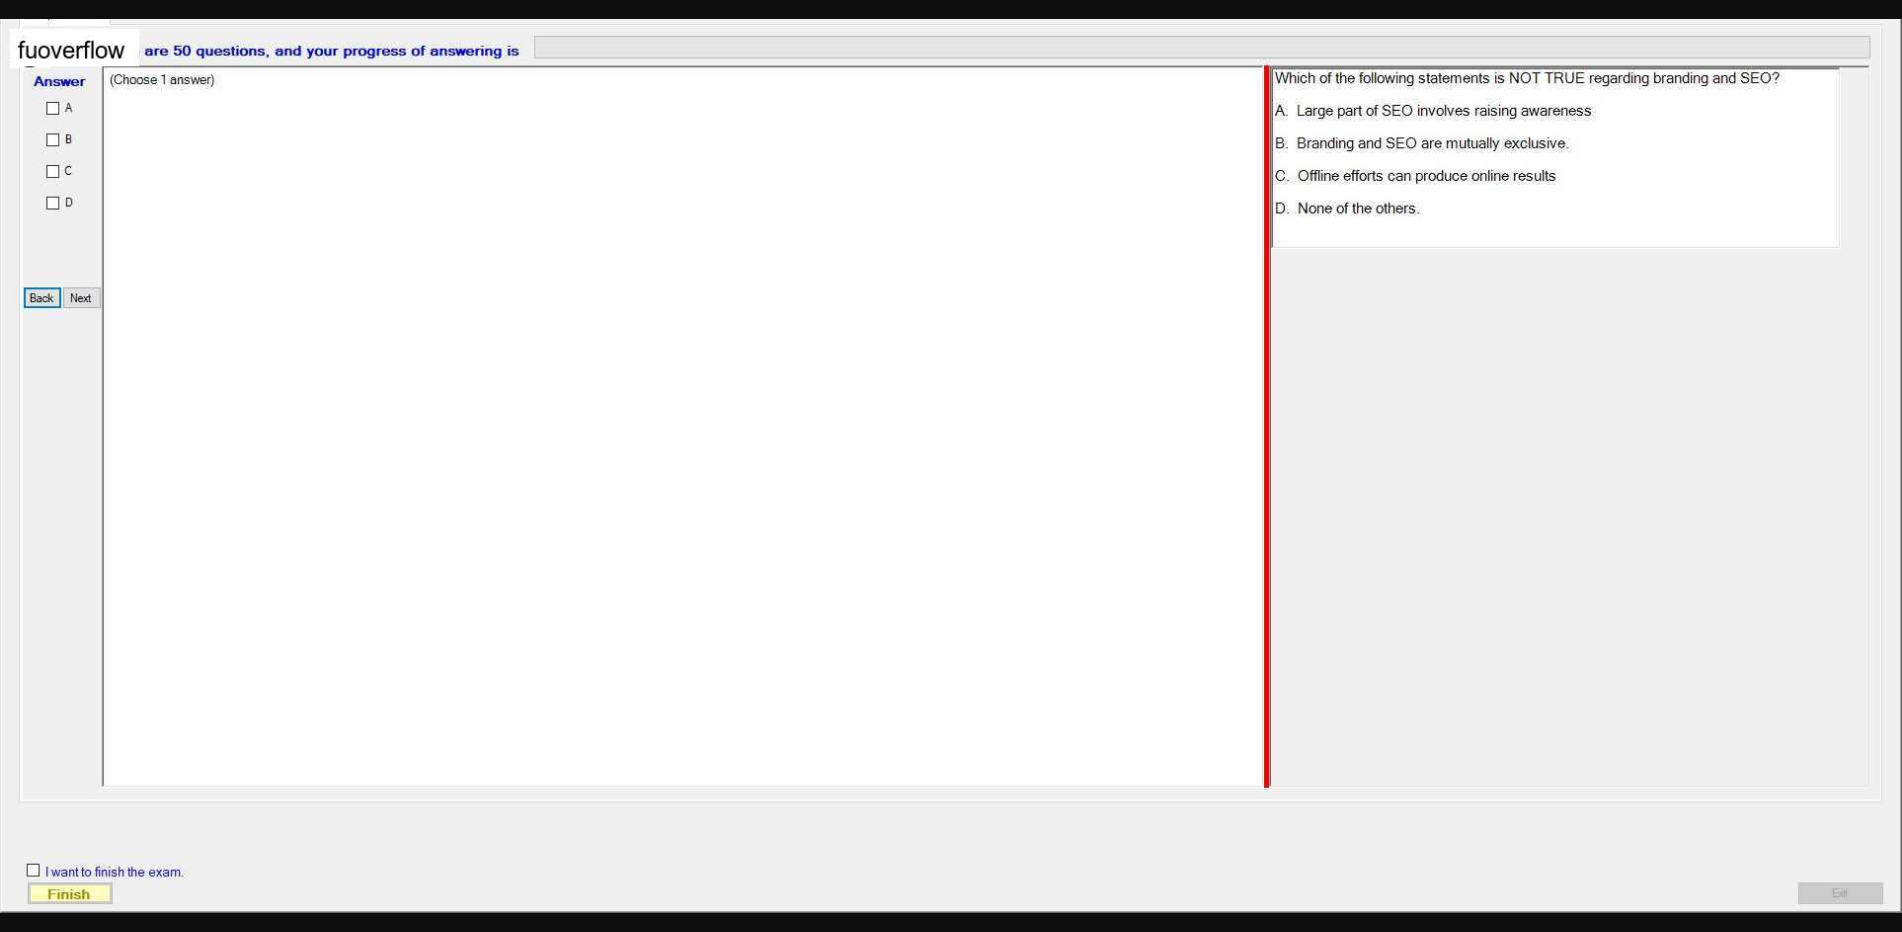 fuoverflow are 50 questions, and your progress of answering is
Answer
(Choose 1 answer)
A
B
C
D
Back Next
Which of the following statements is NOT TRUE regarding branding and SEO?
A. Large part of SEO involves raising awareness
B. Branding and SEO are mutually exclusive.
C. Offline efforts can produce online results
D. None of the others.
I want to finish the exam.
Finish
Exit